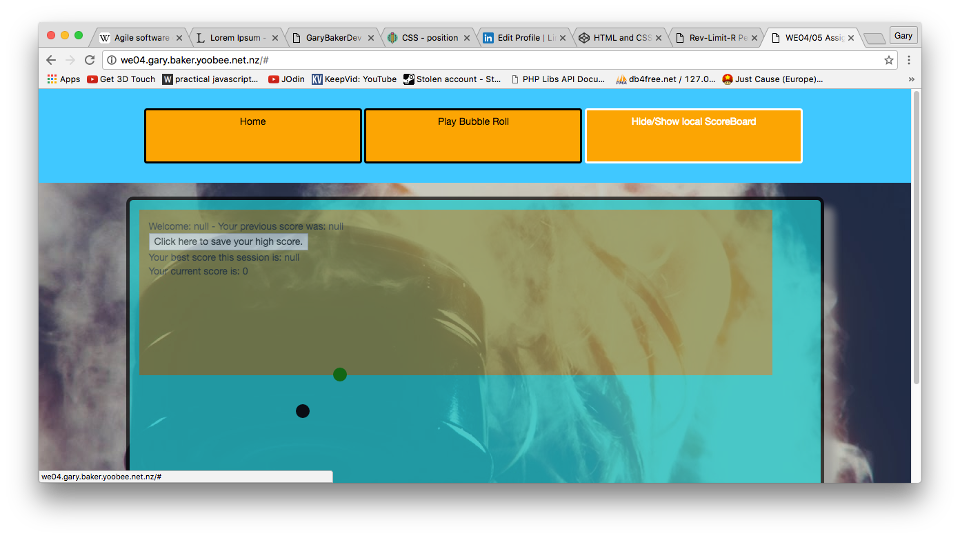 Agile software
Lorem Ipsum -
GaryBakerDev
CSS - position
Edit Profile | Lin
HTML and CSS
Rev-Limit-R Pe
WE04/05 Assig
Gary
we04.gary.baker.yoobee.net.nz/#
Apps
Get 3D Touch
practical javascript...
JOdin
KeepVid: YouTube
Stolen account - St...
PHP Libs API Docu...
db4free.net / 127.0...
Just Cause (Europe)...
»
Home
Play Bubble Roll
Hide/Show local ScoreBoard
Welcome: null - Your previous score was: null
Click here to save your high score.
Your best score this session is: null
Your current score is: 0
we04.gary.baker.yoobee.net.nz/#